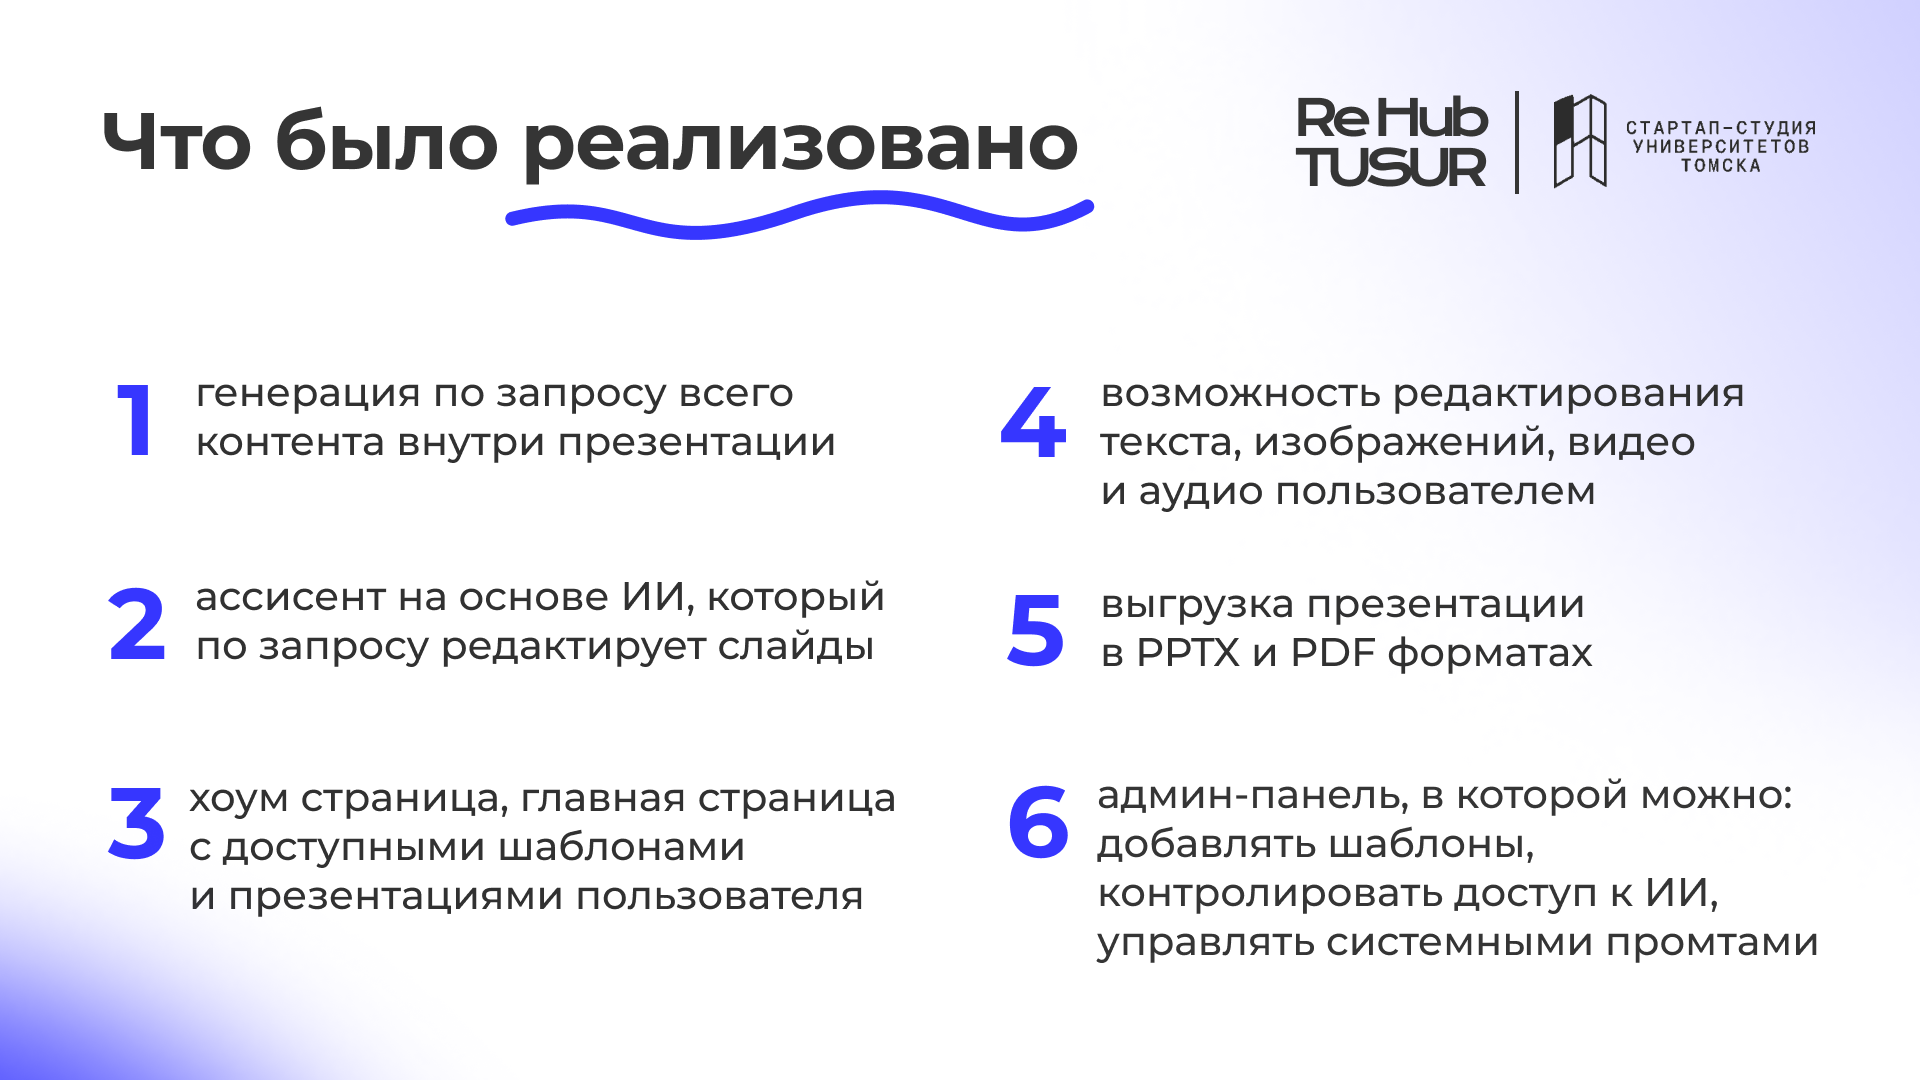 Что было реализовано
Re Hub
TUSUR
СТАРТАП-СТУДИЯ
УНИВЕРСИТЕТОВ
ТОМСКА
1
генерация по запросу всего
контента внутри презентации
2
ассисент на основе ИИ, который
по запросу редактирует слайды
3
хоум страница, главная страница
с доступными шаблонами
и презентациями пользователя
4
возможность редактирования
текста, изображений, видео
и аудио пользователем
5
выгрузка презентации
в PPTX и PDF форматах
6
админ-панель, в которой можно:
добавлять шаблоны,
контролировать доступ к ИИ,
управлять системными промтами